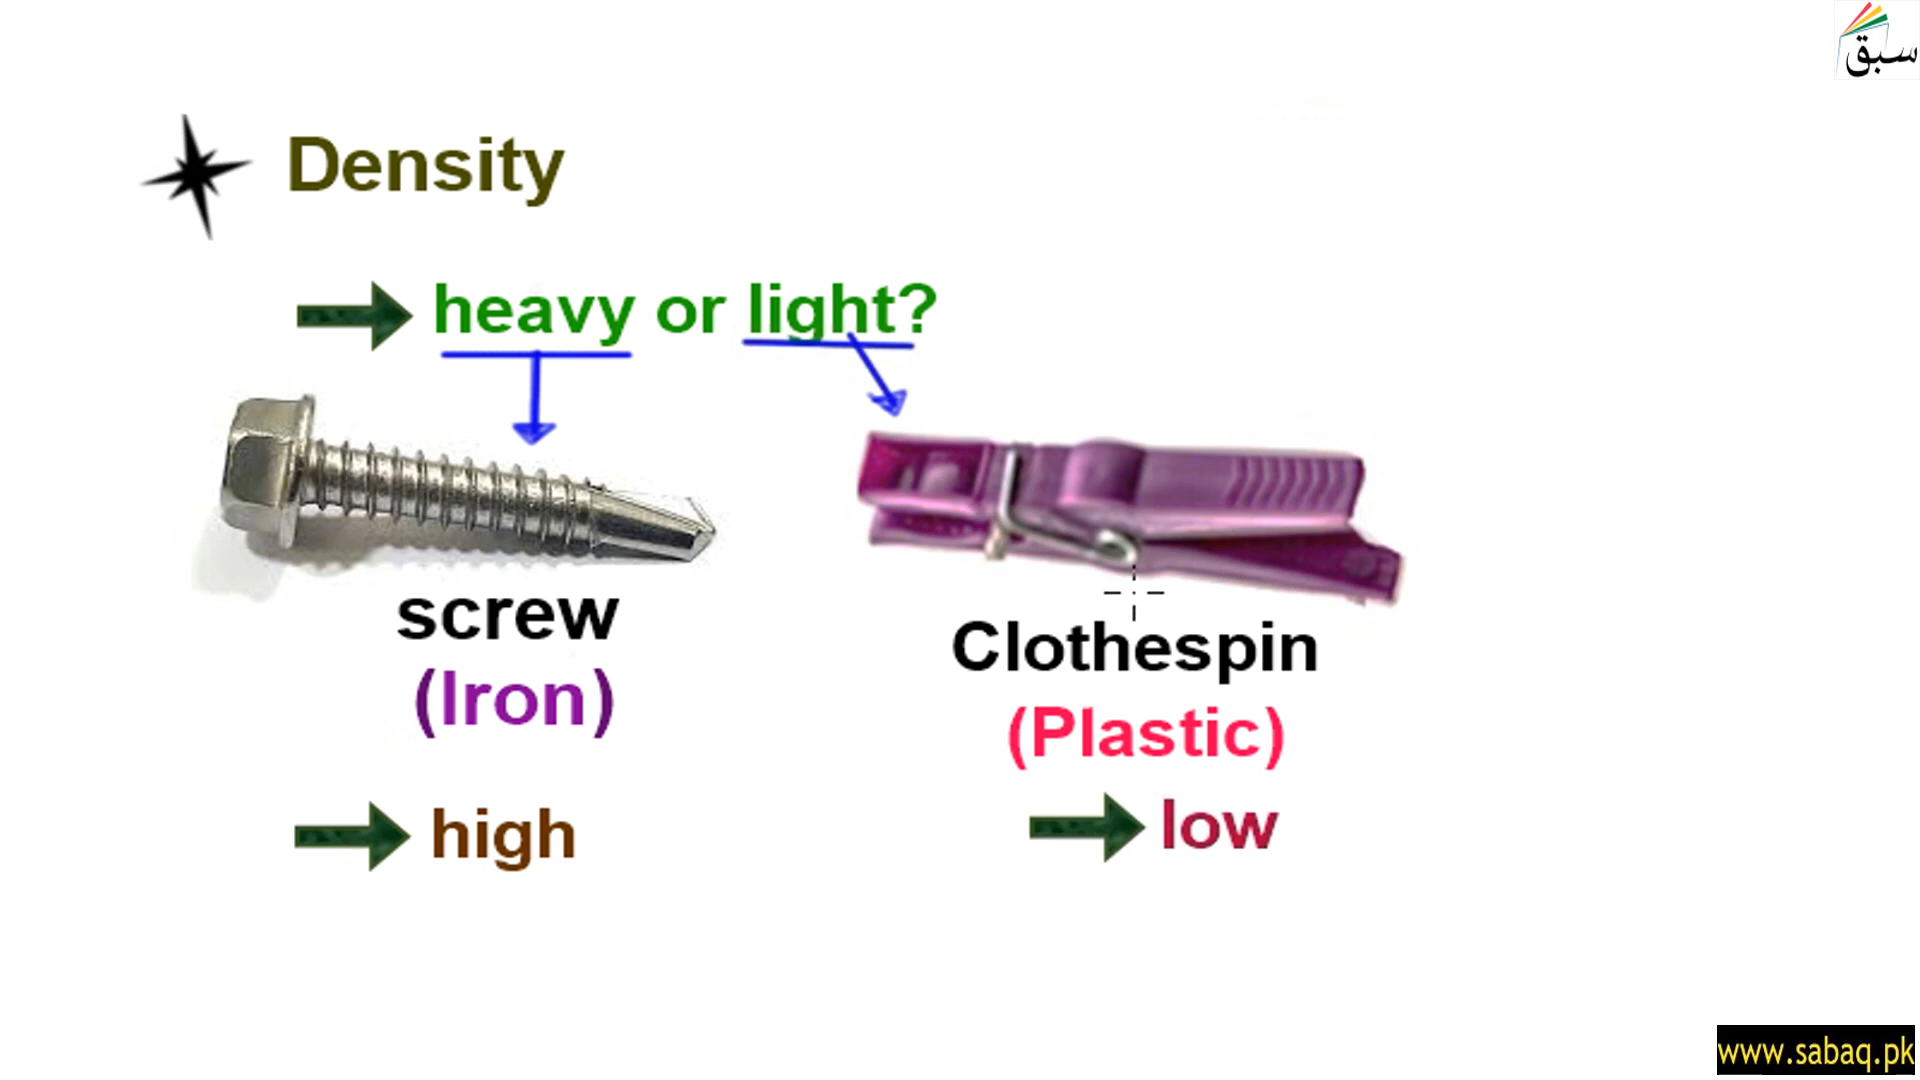 سبق
Density
heavy or light?
screw
(Iron)
Clothespin
(Plastic)
high
low
www.sabaq.pk